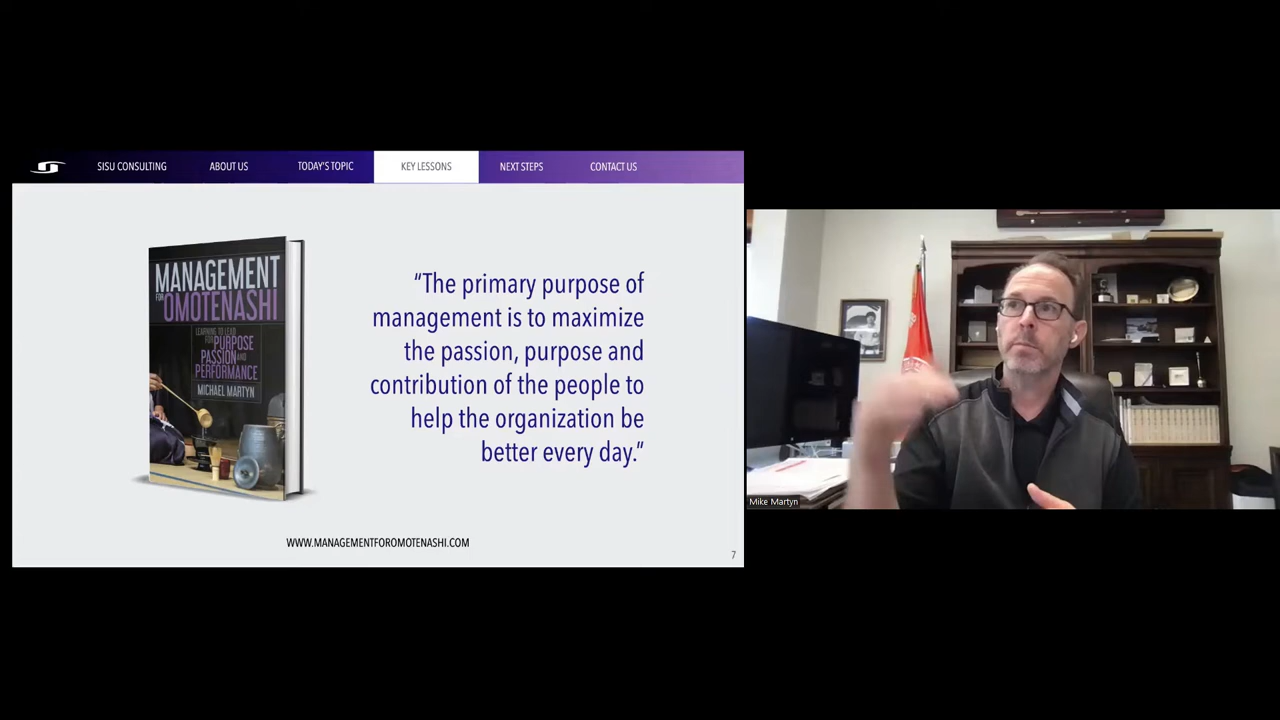 SISU CONSULTING
ABOUT US
TODAY'S TOPIC
KEY LESSONS
NEXT STEPS
CONTACT US
MANAGEMENT
FOR OMOTENASHI
LEARNING TO LEAD
FOR PURPOSE
PASSION AND
PERFORMANCE
MICHAEL MARTYN
“The primary purpose of
management is to maximize
the passion, purpose and
contribution of the people to
help the organization be
better every day.”
WWW.MANAGEMENTFOROMOTENASHI.COM
7
Mike Martyn